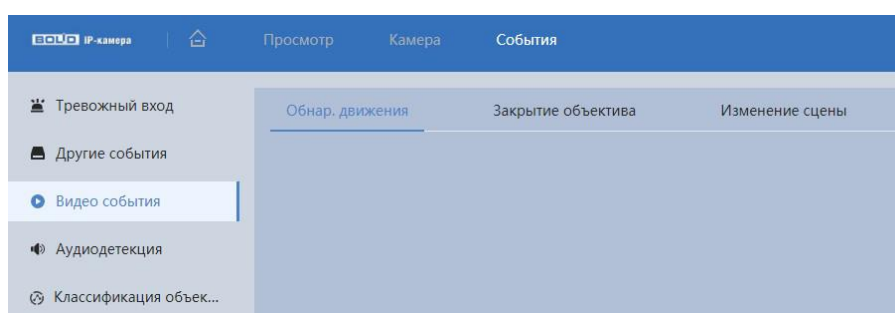 BOLID IP-камера
Просмотр Камера События
Тревожный вход
Обнар. движения Закрытие объектива Изменение сцены
Другие события
Видео события
Аудиодетекция
Классификация объек...